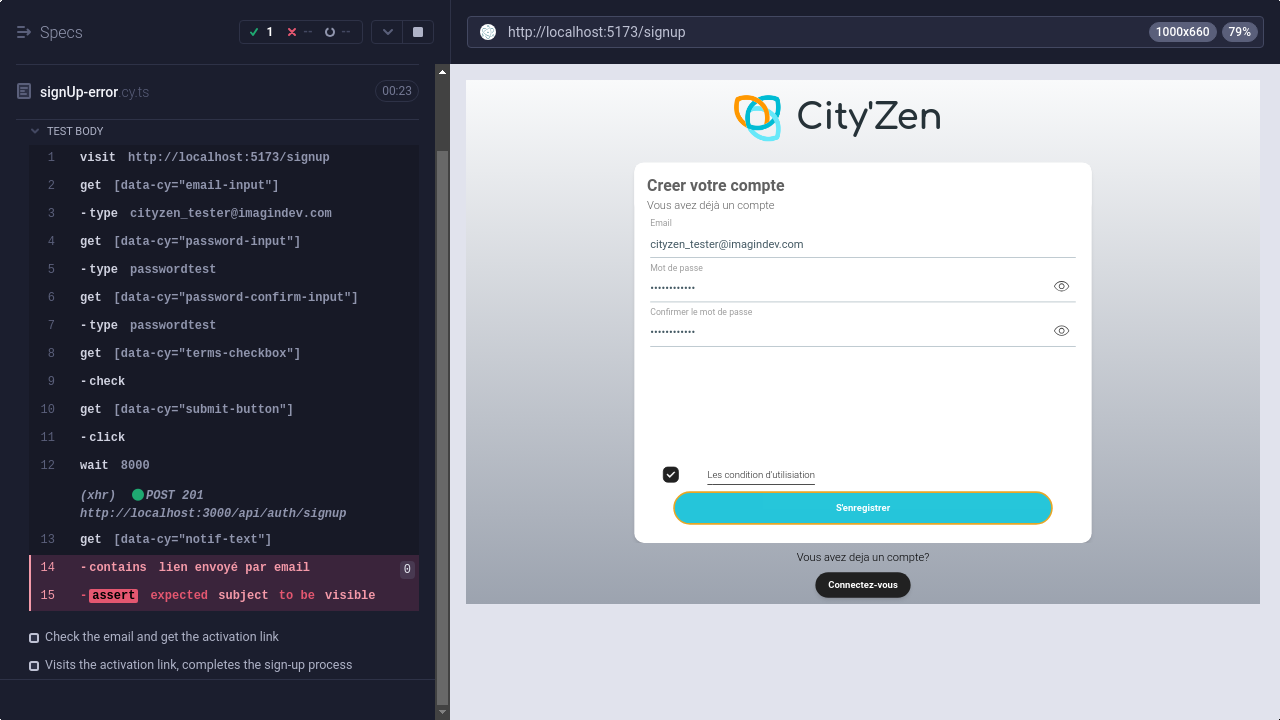 Specs
1
--
--
http://localhost:5173/signup
1000x660
79%
signUp-error.cy.ts
00:23
TEST BODY
1 visit http://localhost:5173/signup
2 get [data-cy="email-input"]
3 -type cityzen_tester@imagindev.com
4 get [data-cy="password-input"]
5 -type passwordtest
6 get [data-cy="password-confirm-input"]
7 -type passwordtest
8 get [data-cy="terms-checkbox"]
9 -check
10 get [data-cy="submit-button"]
11 -click
12 wait 8000
(xhr) POST 201
http://localhost:3000/api/auth/signup
13 get [data-cy="notif-text"]
14 -contains lien envoyé par email 0
15 -assert expected subject to be visible
Check the email and get the activation link
Visits the activation link, completes the sign-up process
City'Zen
Creer votre compte
Vous avez déjà un compte
Email
cityzen_tester@imagindev.com
Mot de passe
••••••••••••
Confirmer le mot de passe
••••••••••••
Les condition d'utilisiation
S'enregistrer
Vous avez deja un compte?
Connectez-vous